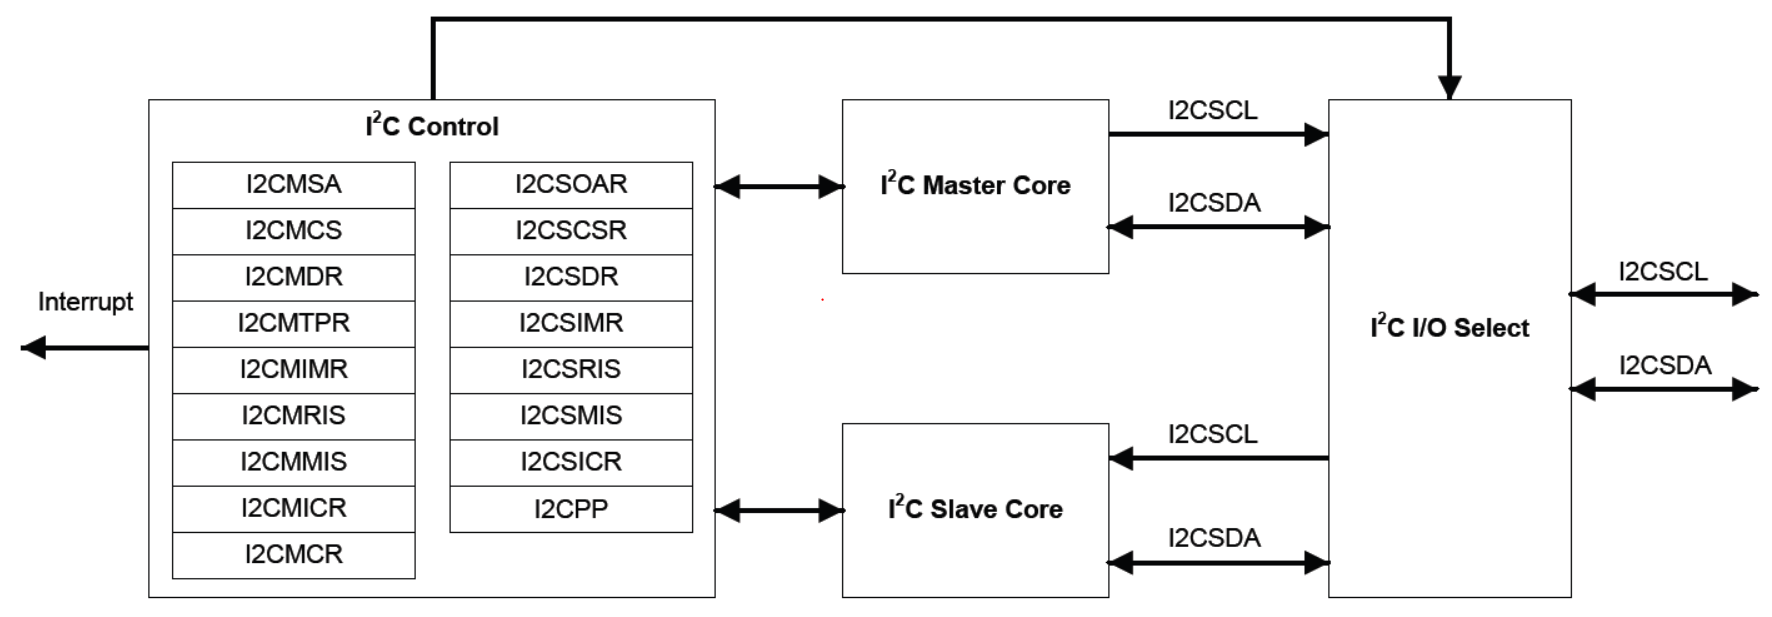 I²C Control
I2CMSA
I2CMCS
I2CMDR
I2CMTPR
I2CMIMR
I2CMRIS
I2CMMIS
I2CMICR
I2CMCR
I2CSOAR
I2CSCSR
I2CSDR
I2CSIMR
I2CSRIS
I2CSMIS
I2CSICR
I2CPP
Interrupt
I²C Master Core
I2CSCL
I2CSDA
I²C Slave Core
I2CSCL
I2CSDA
I²C I/O Select
I2CSCL
I2CSDA